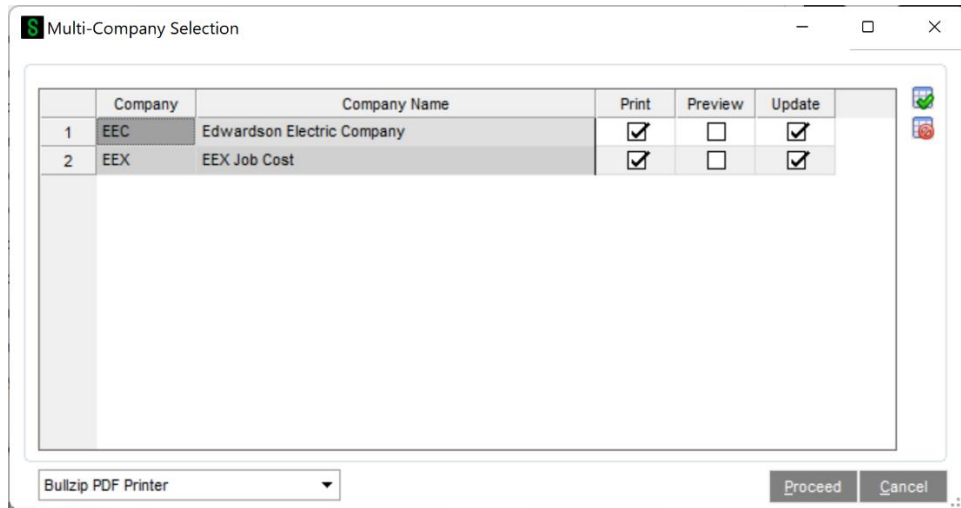 S Multi-Company Selection
Company Company Name Print Preview Update
1 EEC Edwardson Electric Company
2 EEX EEX Job Cost
Bullzip PDF Printer Proceed Cancel